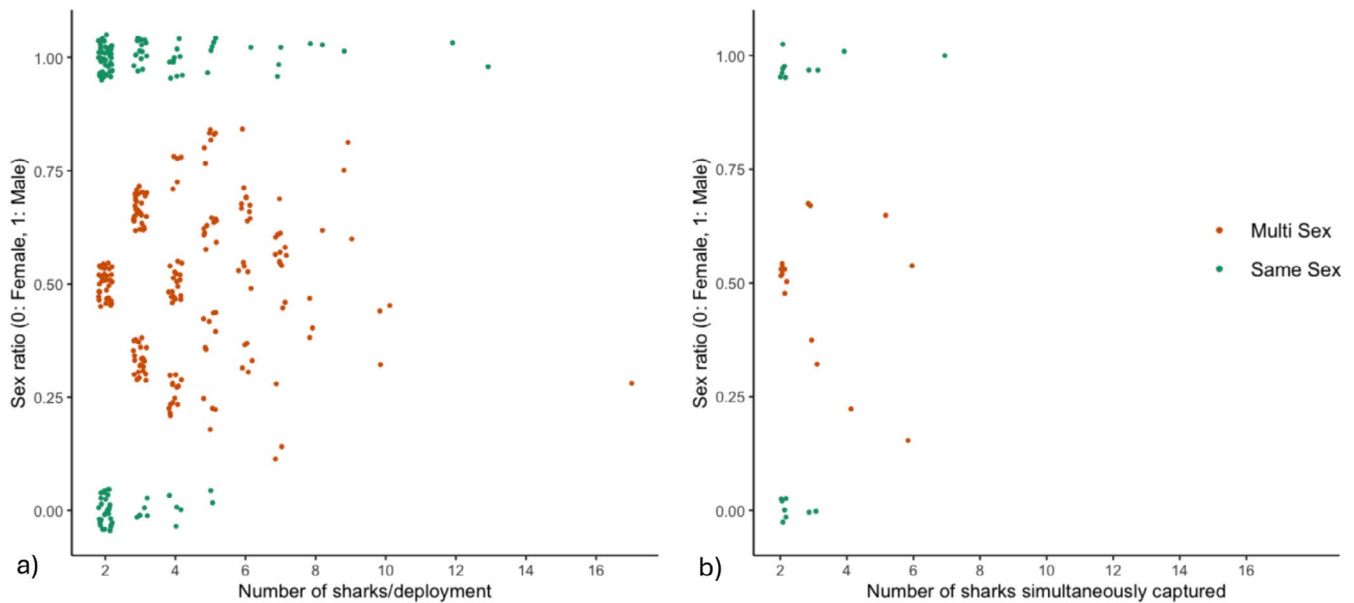 1.00
0.75
0.50
0.25
0.00
Sex ratio (0: Female, 1: Male)
2 4 6 8 10 12 14 16
Number of sharks/deployment
a)
1.00
0.75
0.50
0.25
0.00
Sex ratio (0: Female, 1: Male)
2 4 6 8 10 12 14 16
Number of sharks simultaneously captured
b)
Multi Sex
Same Sex